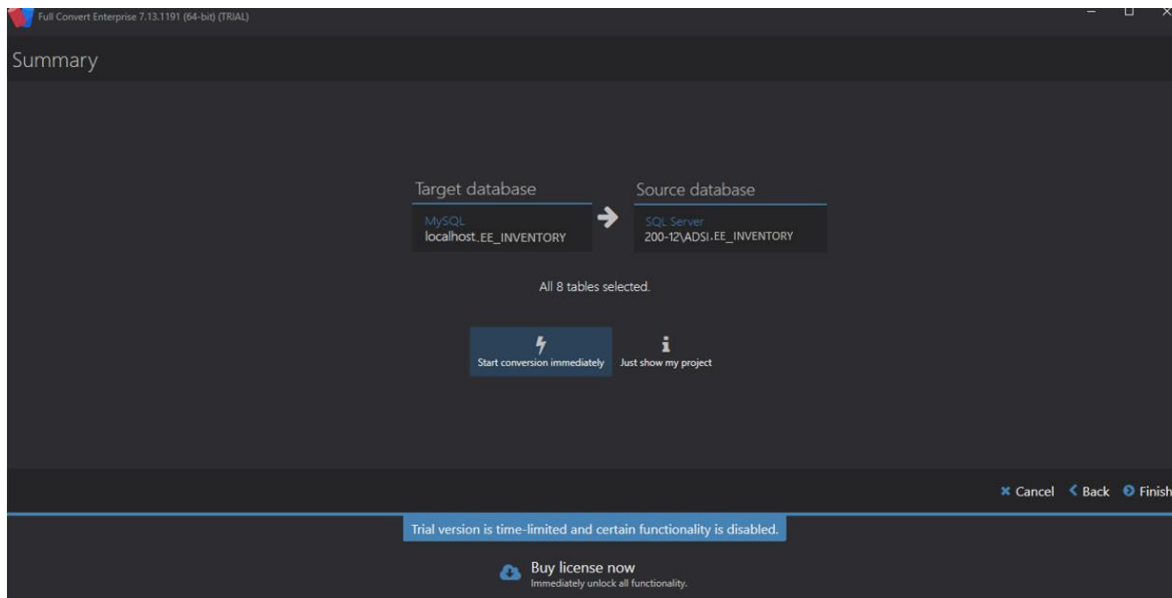 Full Convert Enterprise 7.13.1191 (64-bit) (TRIAL)
Summary
Target database
MySQL
localhost.EE_INVENTORY
Source database
SQL Server
200-12\ADSI.EE_INVENTORY
All 8 tables selected.
Start conversion immediately
Just show my project
Cancel
Back
Finish
Trial version is time-limited and certain functionality is disabled.
Buy license now
Immediately unlock all functionality.